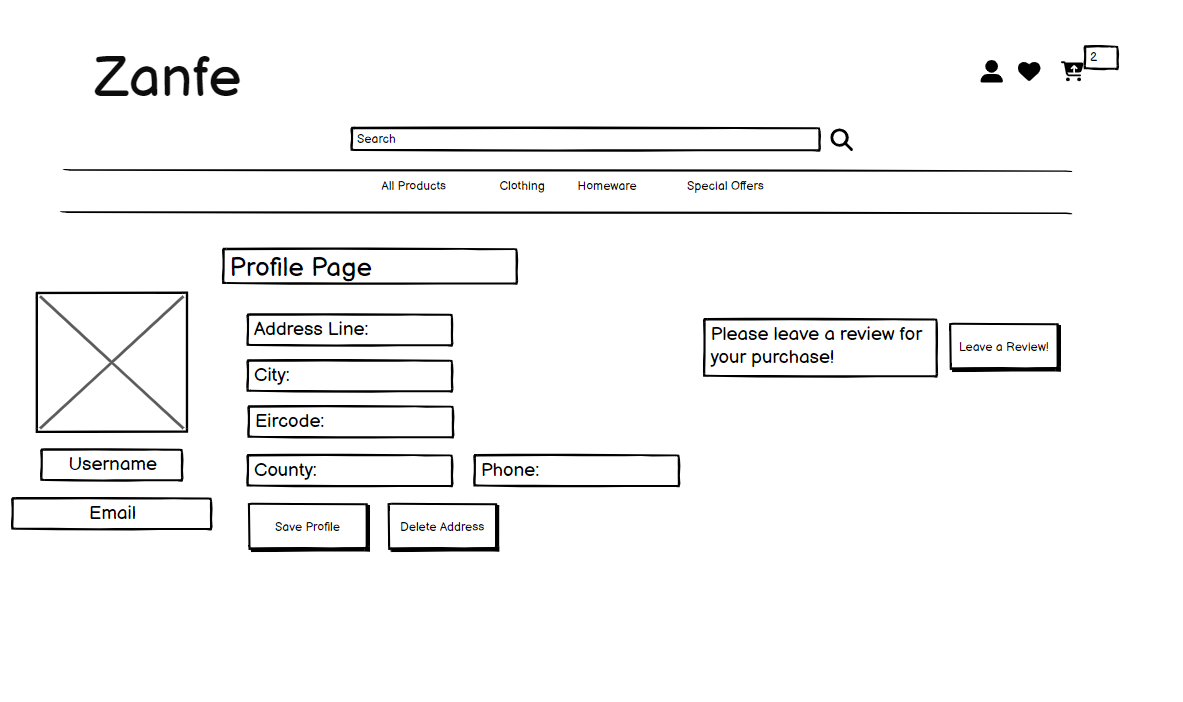 Zanfe
2
Search
All Products Clothing Homeware Special Offers
Profile Page
Address Line:
City:
Eircode:
County:
Phone:
Username
Email
Save Profile
Delete Address
Please leave a review for
your purchase!
Leave a Review!